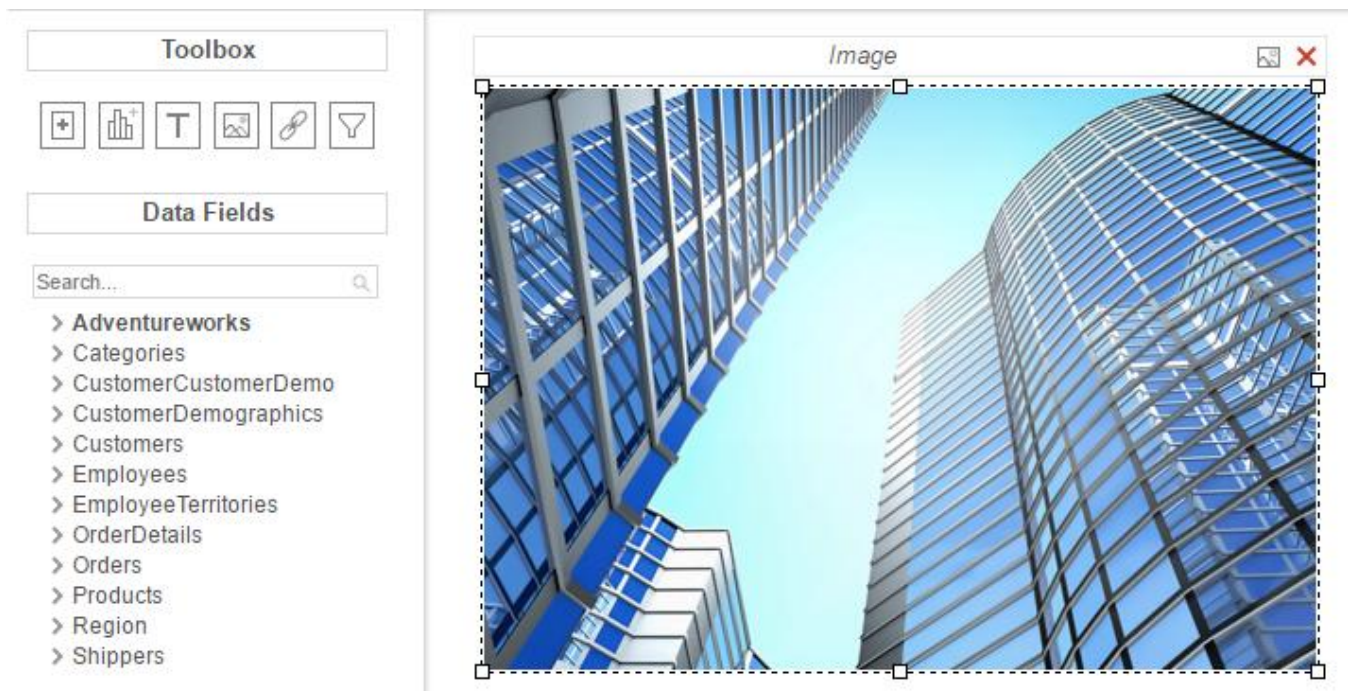 Toolbox
Image
Data Fields
Search...
Adventureworks
Categories
CustomerCustomerDemo
CustomerDemographics
Customers
Employees
EmployeeTerritories
OrderDetails
Orders
Products
Region
Shippers